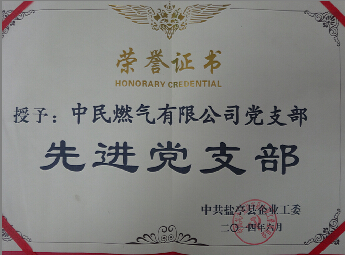 荣誉证书
HONORARY CREDENTIAL
授予：中民燃气有限公司党支部
先进党支部
中共盐亭县企业工委
二〇一四年六月